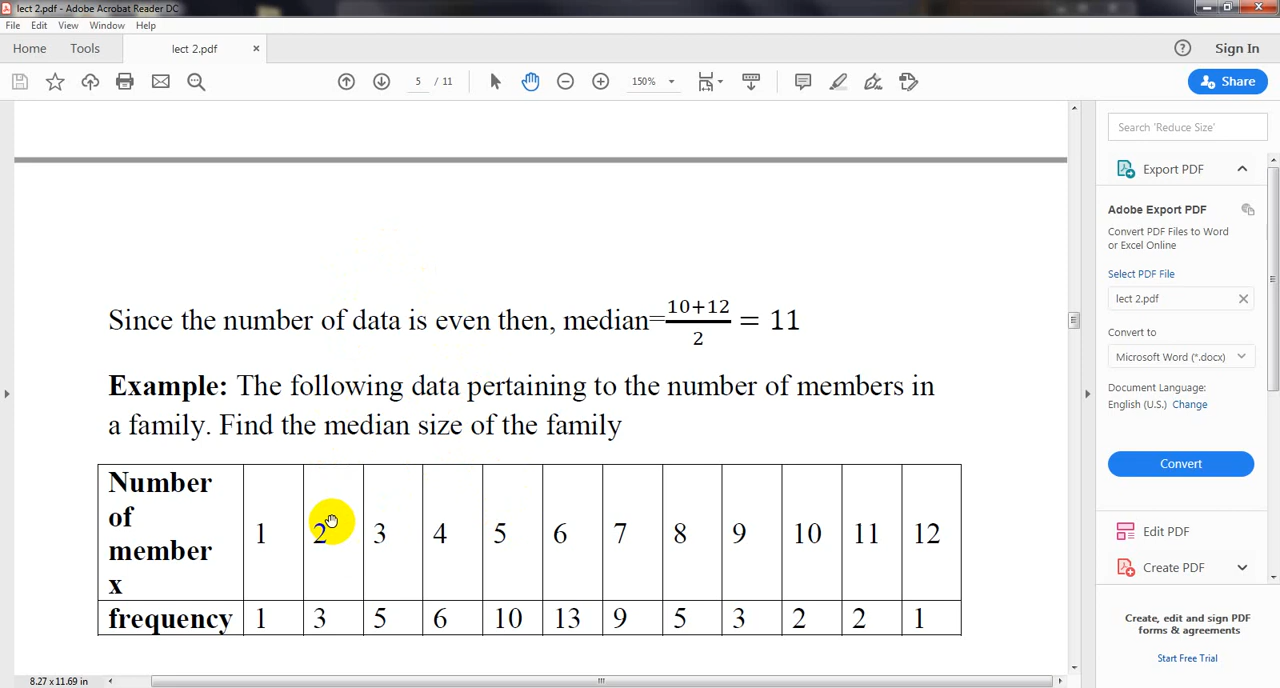 lect 2.pdf - Adobe Acrobat Reader DC
File Edit View Window Help
Home Tools lect 2.pdf × Sign In
5 / 11 150% Share
Search 'Reduce Size'
Export PDF
Adobe Export PDF
Convert PDF Files to Word
or Excel Online
Select PDF File
lect 2.pdf
Convert to
Microsoft Word (*.docx)
Document Language:
English (U.S.) Change
Convert
Edit PDF
Create PDF
Create, edit and sign PDF
forms & agreements
Start Free Trial
Since the number of data is even then, median=\frac{10+12}{2} = 11
Example: The following data pertaining to the number of members in
a family. Find the median size of the family
Number
of
member
x 1 2 3 4 5 6 7 8 9 10 11 12
frequency 1 3 5 6 10 13 9 5 3 2 2 1
8.27 x 11.69 in